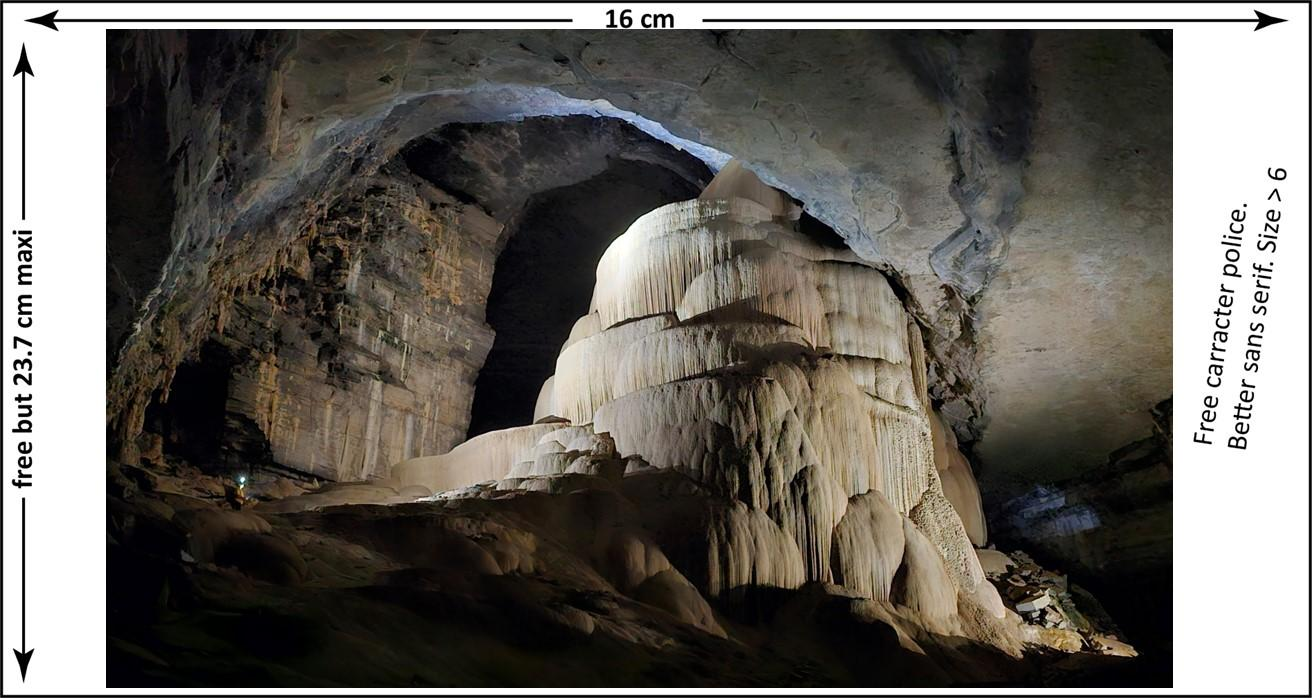 16 cm
free but 23.7 cm maxi
Free carracter police.
Better sans serif. Size > 6